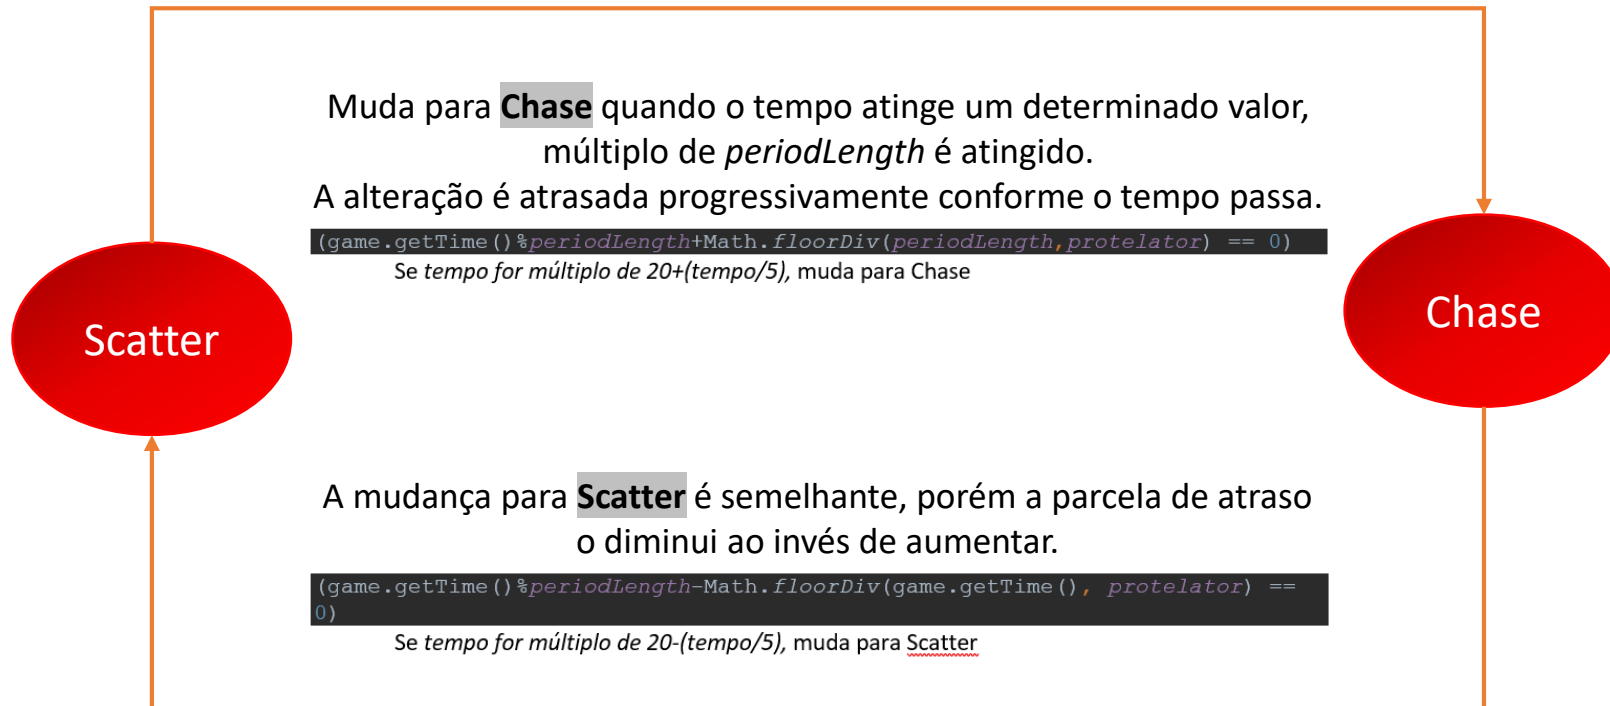 Muda para Chase quando o tempo atinge um determinado valor,
múltiplo de periodLength é atingido.
A alteração é atrasada progressivamente conforme o tempo passa.
(game.getTime()%periodLength+Math.floorDiv(periodLength,protelator) == 0)
Se tempo for múltiplo de 20+(tempo/5), muda para Chase
Scatter
Chase
A mudança para Scatter é semelhante, porém a parcela de atraso
o diminui ao invés de aumentar.
(game.getTime()%periodLength-Math.floorDiv(game.getTime(), protelator) ==
0)
Se tempo for múltiplo de 20-(tempo/5), muda para Scatter